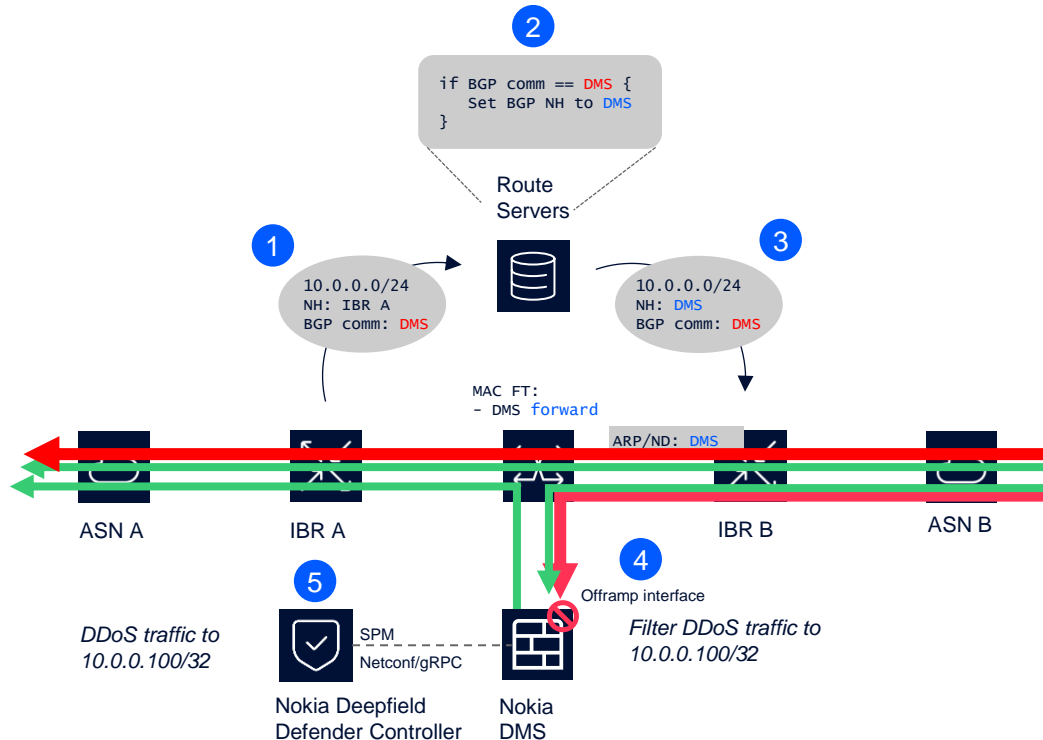 2
if BGP comm == DMS {
Set BGP NH to DMS
}
Route
Servers
1
10.0.0.0/24
NH: IBR A
BGP comm: DMS
3
10.0.0.0/24
NH: DMS
BGP comm: DMS
MAC FT:
- DMS forward
ARP/ND: DMS
ASN A
IBR A
IBR B
ASN B
4
Offramp interface
5
DDoS traffic to
10.0.0.100/32
SPM
Netconf/gRPC
Filter DDoS traffic to
10.0.0.100/32
Nokia Deepfield
Defender Controller
Nokia
DMS